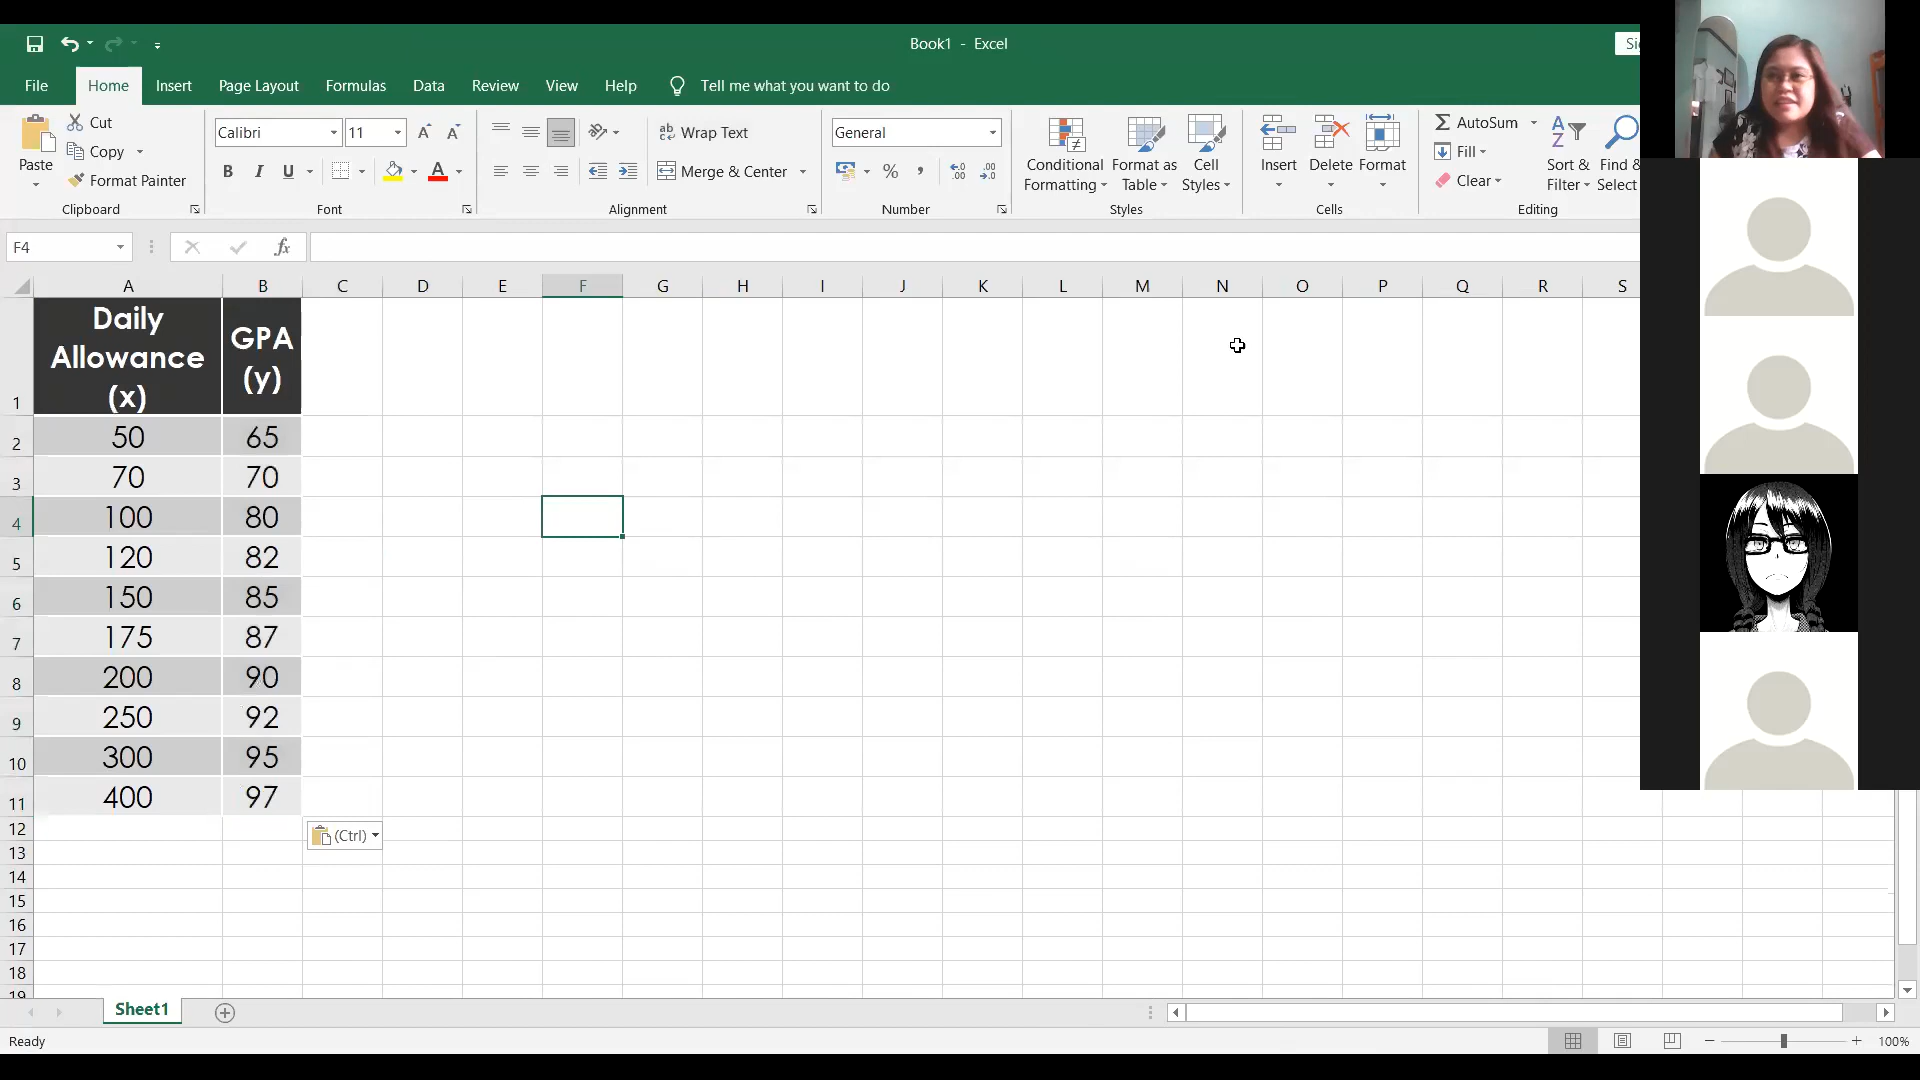 Book1 - Excel
Si
File Home Insert Page Layout Formulas Data Review View Help Tell me what you want to do
Paste
Cut
Copy
Format Painter
Clipboard
Calibri 11
B I U
Font
Wrap Text
Merge & Center
Alignment
General
% ,
Number
Conditional Formatting
Format as Table
Cell Styles
Styles
Insert
Delete
Format
Cells
AutoSum
Fill
Clear
Sort & Filter
Find & Select
Editing
F4
fx
A B C D E F G H I J K L M N O P Q R S
1 Daily Allowance (x) GPA (y)
2 50 65
3 70 70
4 100 80
5 120 82
6 150 85
7 175 87
8 200 90
9 250 92
10 300 95
11 400 97
(Ctrl)
12
13
14
15
16
17
18
19
Sheet1
Ready
100%